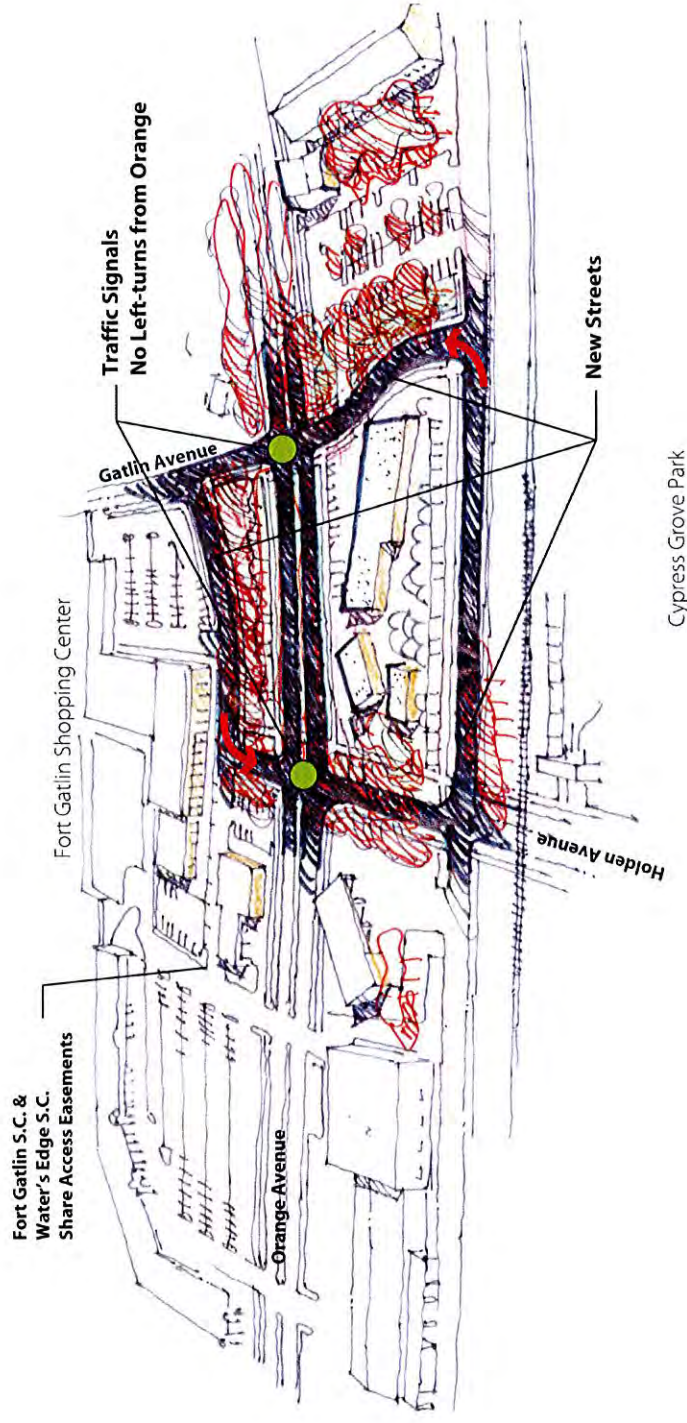 Fort Gatlin S.C. &
Water's Edge S.C.
Share Access Easements
Fort Gatlin Shopping Center
Traffic Signals
No Left-turns from Orange
Gatlin Avenue
Orange Avenue
Holden Avenue
New Streets
Cypress Grove Park